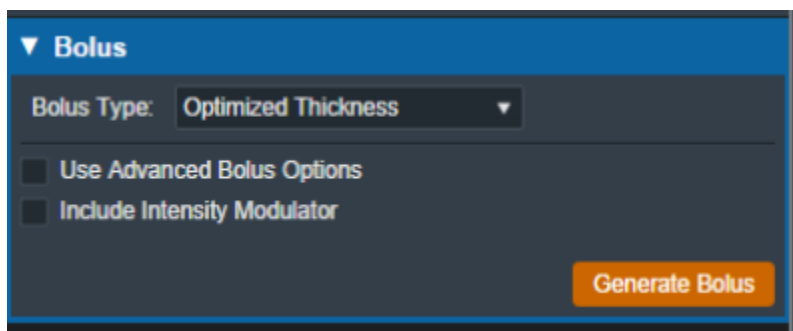 Bolus
Bolus Type: Optimized Thickness
Use Advanced Bolus Options
Include Intensity Modulator
Generate Bolus